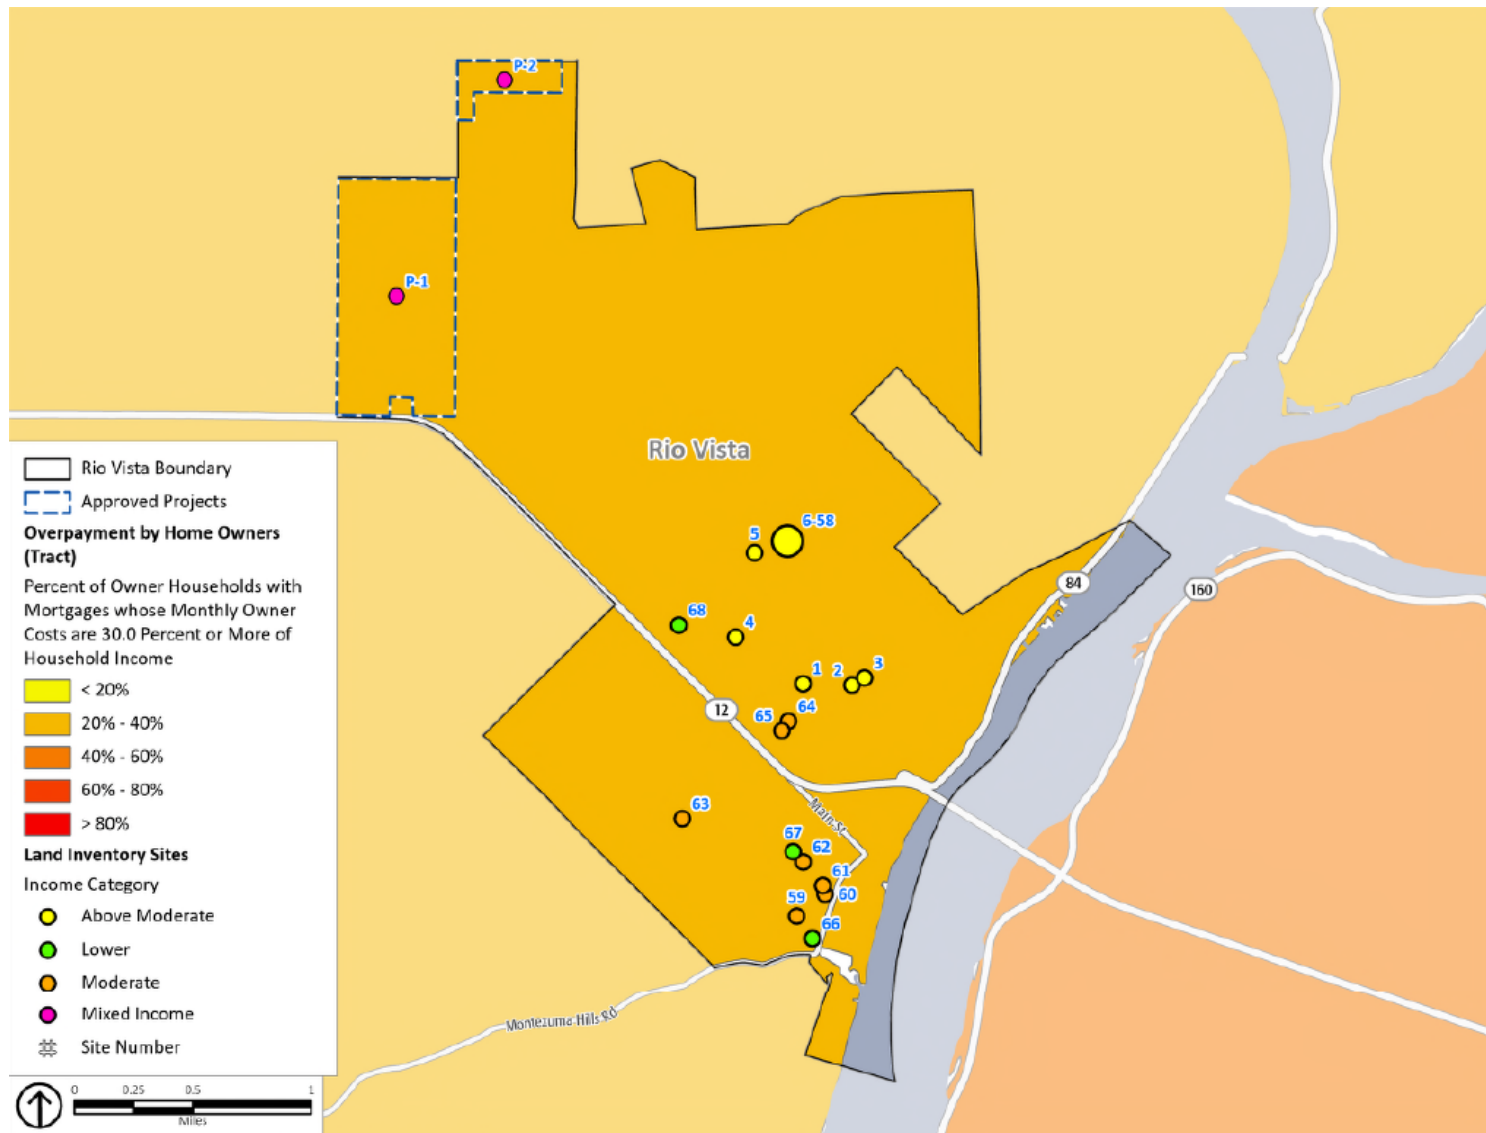 P-2
P-1
Rio Vista
6-58
5
84
160
68
4
1
2
3
12
64
65
63
Main St
67
62
61
60
59
66
Montezuma Hills Rd
Rio Vista Boundary
Approved Projects
Overpayment by Home Owners
(Tract)
Percent of Owner Households with
Mortgages whose Monthly Owner
Costs are 30.0 Percent or More of
Household Income
< 20%
20% - 40%
40% - 60%
60% - 80%
> 80%
Land Inventory Sites
Income Category
Above Moderate
Lower
Moderate
Mixed Income
# Site Number
0 0.25 0.5 1
Miles